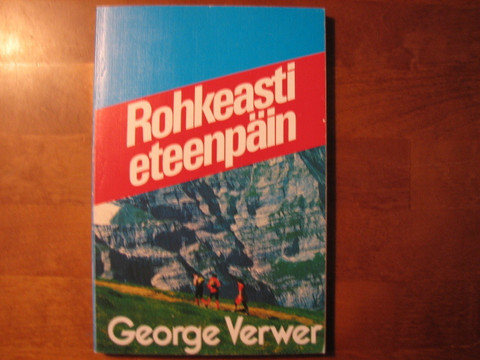 Rohkeasti
eteenpäin
George Verwer